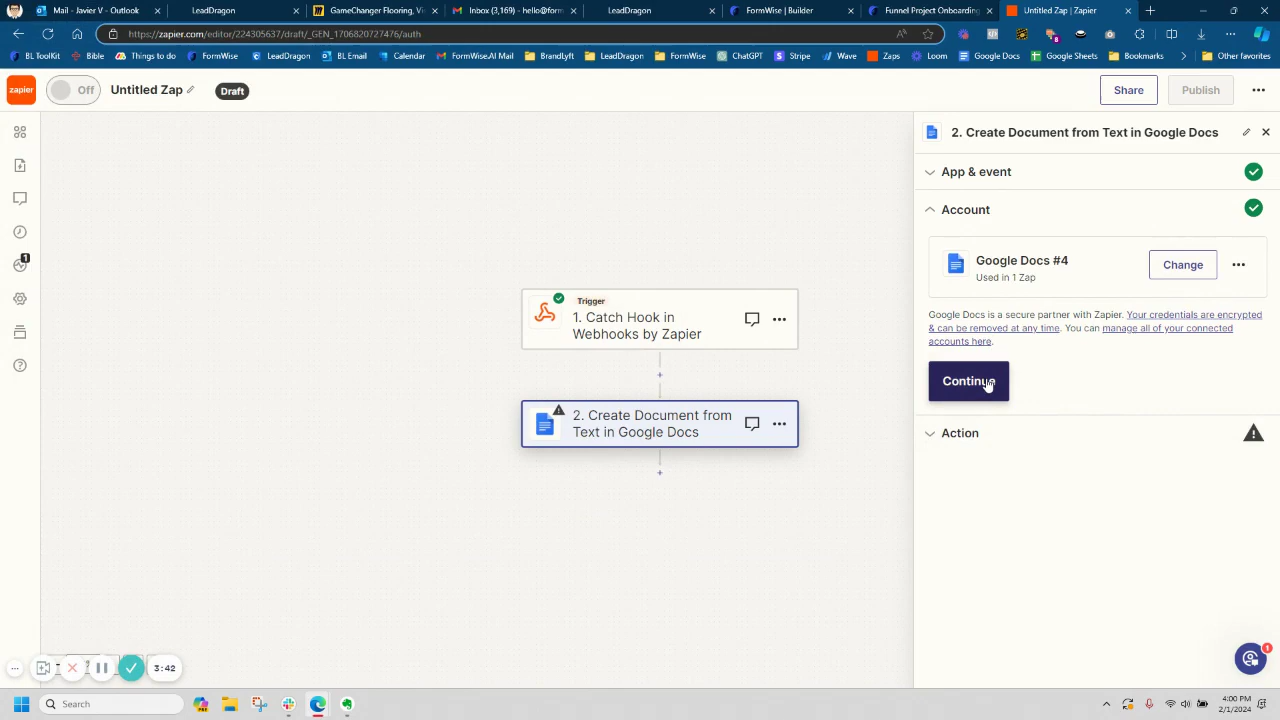 Mail - Javier V - Outlook
LeadDragon
GameChanger Flooring, Vi
Inbox (3,169) - hello@form
LeadDragon
FormWise | Builder
Funnel Project Onboarding
Untitled Zap | Zapier
https://zapier.com/editor/224305637/draft/_GEN_1706820727476/auth
BL ToolKit
Bible
Things to do
FormWise
LeadDragon
BL Email
Calendar
FormWise.AI Mail
BrandLyft
LeadDragon
FormWise
ChatGPT
Stripe
Wave
Zaps
Loom
Google Docs
Google Sheets
Bookmarks
Other favorites
zapier
Off
Untitled Zap
Draft
Share
Publish
2. Create Document from Text in Google Docs
App & event
Account
Google Docs #4
Used in 1 Zap
Change
Google Docs is a secure partner with Zapier. Your credentials are encrypted
& can be removed at any time. You can manage all of your connected
accounts here.
Continue
Action
1
Trigger
1. Catch Hook in
Webhooks by Zapier
2. Create Document from
Text in Google Docs
3:42
1
Search
4:00 PM
2/1/2024